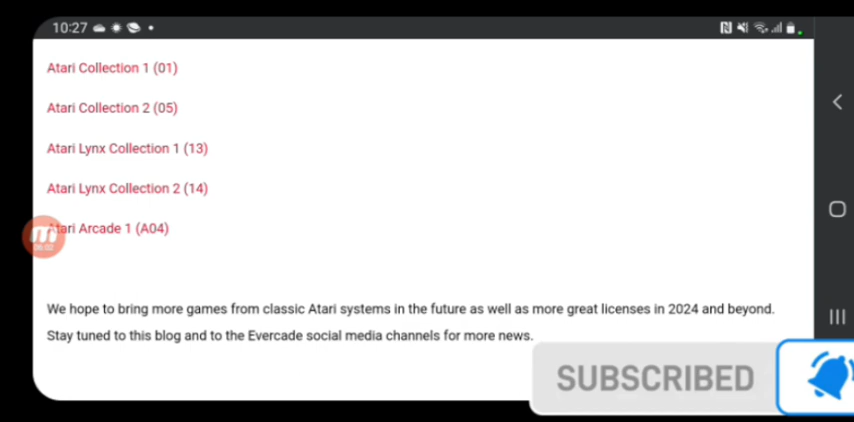 10:27
Atari Collection 1 (01)
Atari Collection 2 (05)
Atari Lynx Collection 1 (13)
Atari Lynx Collection 2 (14)
Atari Arcade 1 (A04)
We hope to bring more games from classic Atari systems in the future as well as more great licenses in 2024 and beyond.
Stay tuned to this blog and to the Evercade social media channels for more news.
SUBSCRIBED